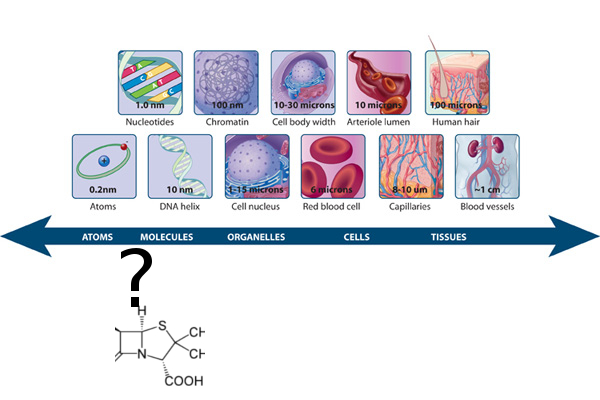 1.0 nm 100 nm 10-30 microns 10 microns 100 microns
Nucleotides Chromatin Cell body width Arteriole lumen Human hair
0.2nm 10 nm 1-15 microns 6 microns 8-10 um ~1 cm
Atoms DNA helix Cell nucleus Red blood cell Capillaries Blood vessels
ATOMS MOLECULES ORGANELLES CELLS TISSUES
?
H
S CH
N CH
COOH